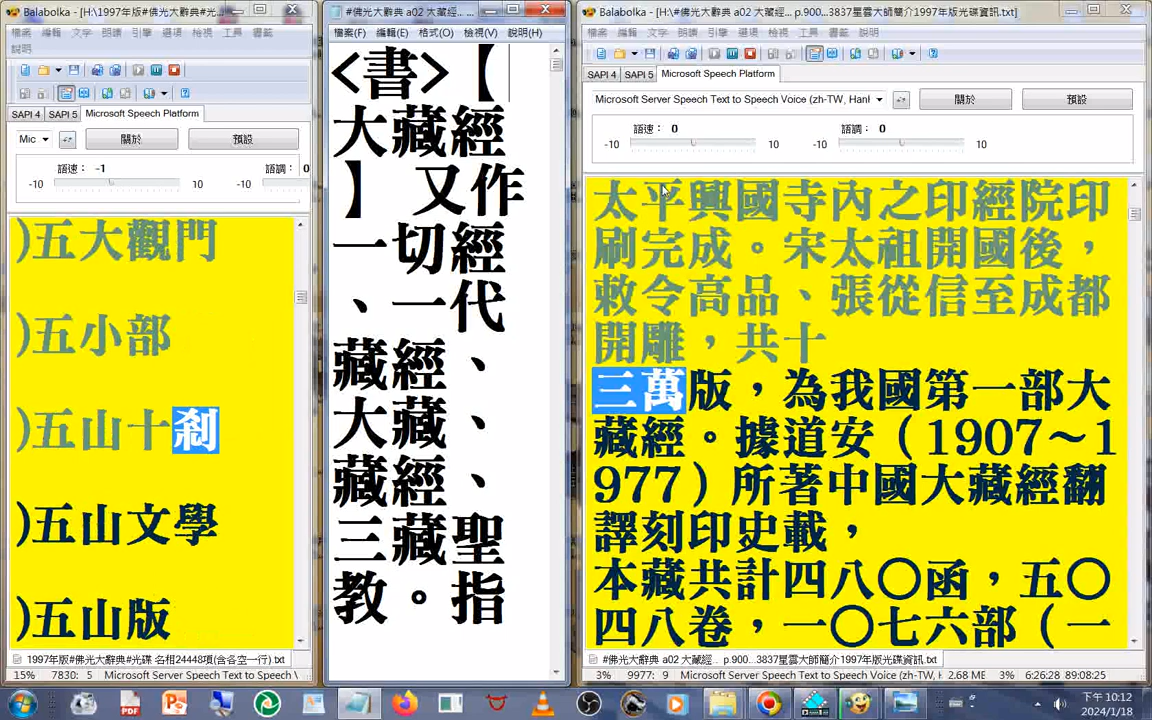 Balabolka - [H:\1997年版#佛光大辭典#光...
檔案 編輯 文字 朗讀 引擎 選項 檢視 工具 書籤
說明
SAPI 4 SAPI 5 Microsoft Speech Platform
Mic 關於 預設
語速： -1 語調： 0
-10 10 -10
)五大觀門
)五小部
)五山十剎
)五山文學
)五山版
1997年版#佛光大辭典#光碟 名相24448項(含各空一行).txt
15% 7830: 5 Microsoft Server Speech Text to Speech \
#佛光大辭典 a02 大藏經... ...
檔案(F) 編輯(E) 格式(O) 檢視(V) 說明(H)
<書>【
大藏經
】 又作
一切經
、一代
藏經、
大藏、
藏經、
三藏聖
教。指
Balabolka - [H:\#佛光大辭典 a02 大藏經... p.900...3837星雲大師簡介1997年版光碟資訊.txt]
檔案 編輯 文字 朗讀 引擎 選項 檢視 工具 書籤 說明
SAPI 4 SAPI 5 Microsoft Speech Platform
Microsoft Server Speech Text to Speech Voice (zh-TW, Hanl 關於 預設
語速： 0 語調： 0
-10 10 -10 10
太平興國寺內之印經院印
刷完成。宋太祖開國後，
敕令高品、張從信至成都
開雕，共十
三萬版，為我國第一部大
藏經。據道安（1907～1
977）所著中國大藏經翻
譯刻印史載，
本藏共計四八〇函，五〇
四八卷，一〇七六部（一
#佛光大辭典 a02 大藏經... p.900...3837星雲大師簡介1997年版光碟資訊.txt
3% 9977: 9 Microsoft Server Speech Text to Speech Voice (zh-TW, Hanl 2.68 ME 3% 6:26:28 89:08:25
下午 10:12
2024/1/18